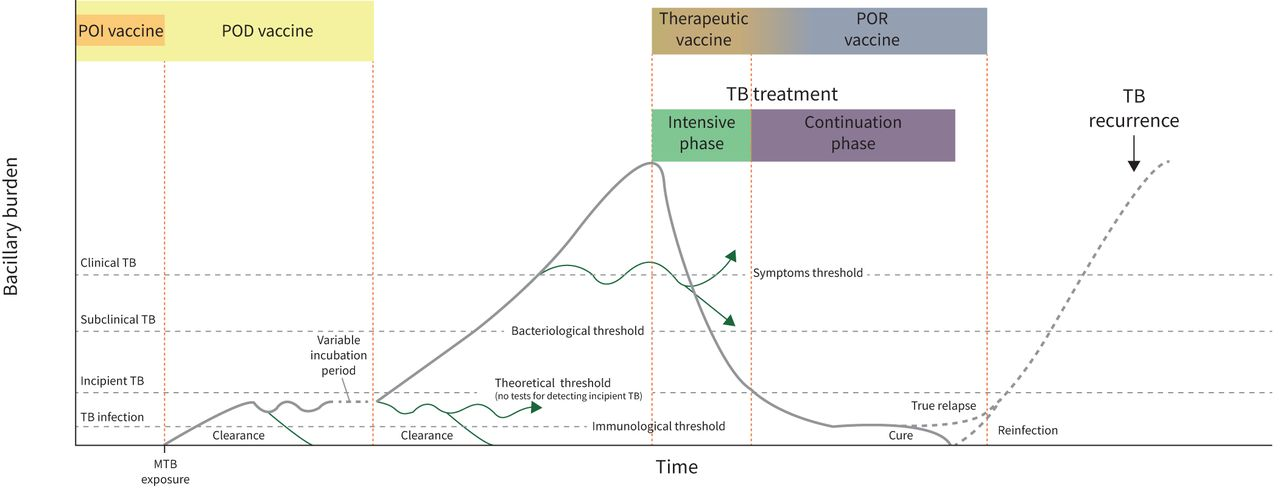 POI vaccine
POD vaccine
Therapeutic
vaccine
POR
vaccine
TB treatment
Intensive
phase
Continuation
phase
TB
recurrence
Bacillary burden
Clinical TB
Symptoms threshold
Subclinical TB
Bacteriological threshold
Variable
incubation
period
Incipient TB
Theoretical threshold
(no tests for detecting incipient TB)
TB infection
Immunological threshold
True relapse
Clearance
Clearance
Cure
Reinfection
MTB
exposure
Time